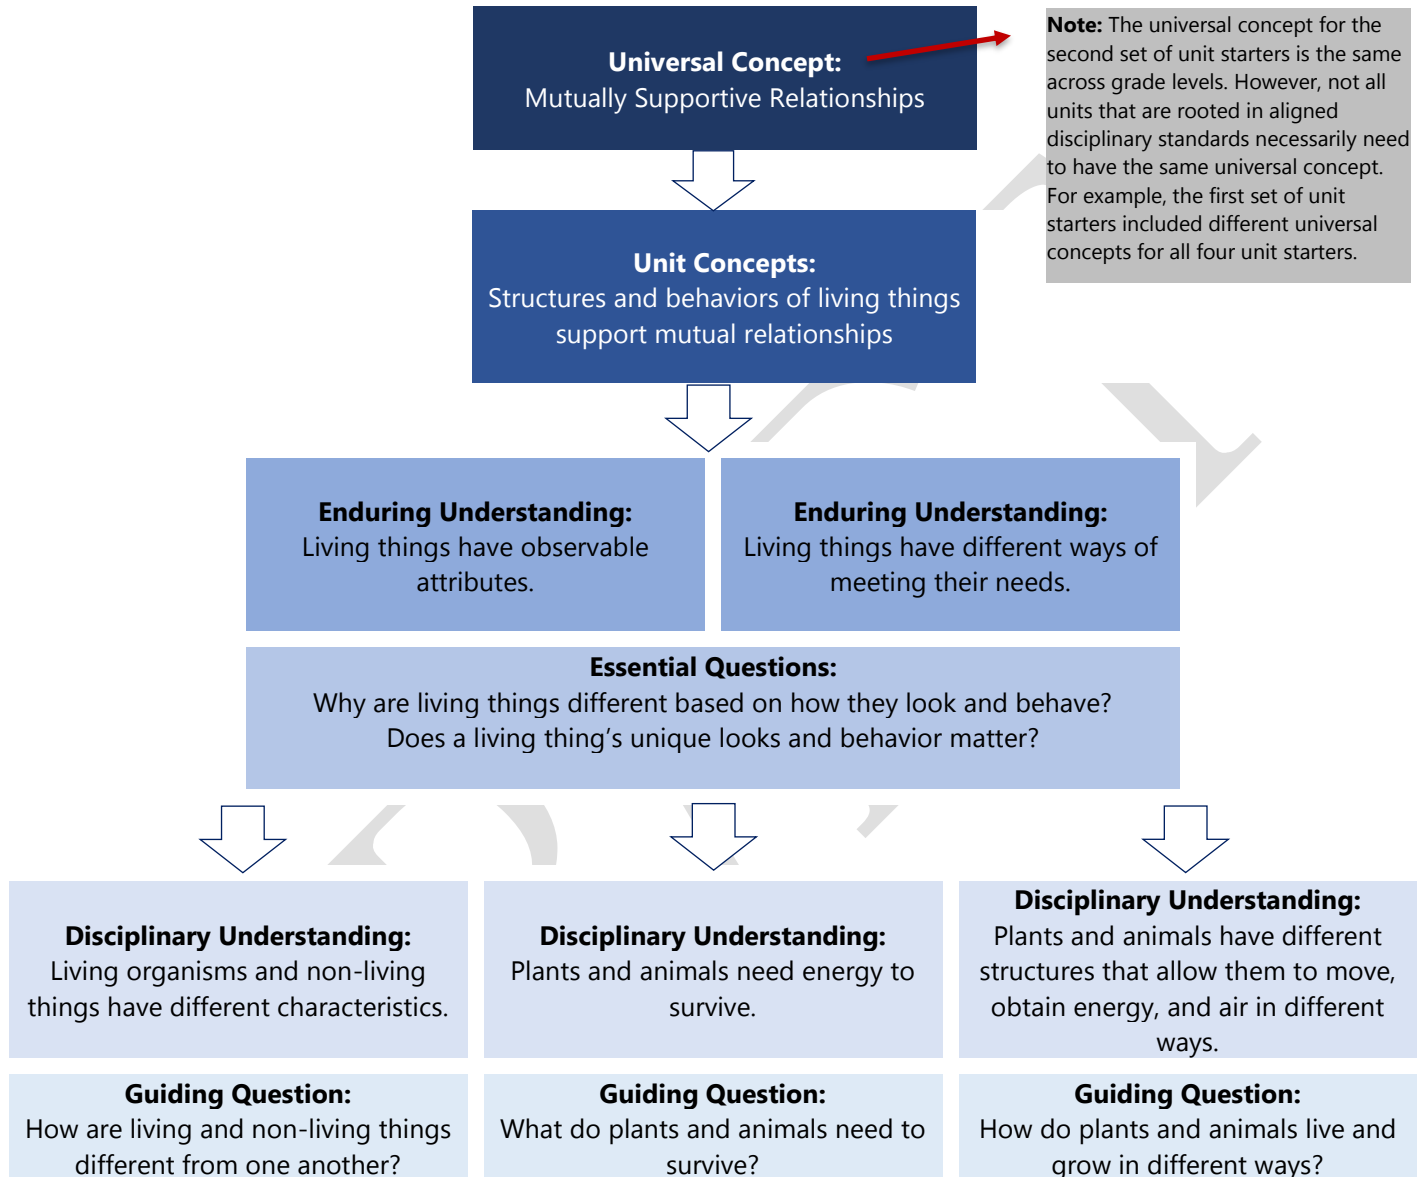 Universal Concept:
Mutually Supportive Relationships
Note: The universal concept for the
second set of unit starters is the same
across grade levels. However, not all
units that are rooted in aligned
disciplinary standards necessarily need
to have the same universal concept.
For example, the first set of unit
starters included different universal
concepts for all four unit starters.
Unit Concepts:
Structures and behaviors of living things
support mutual relationships
Enduring Understanding:
Living things have observable
attributes.
Enduring Understanding:
Living things have different ways of
meeting their needs.
Essential Questions:
Why are living things different based on how they look and behave?
Does a living thing’s unique looks and behavior matter?
Disciplinary Understanding:
Living organisms and non-living
things have different characteristics.
Disciplinary Understanding:
Plants and animals need energy to
survive.
Disciplinary Understanding:
Plants and animals have different
structures that allow them to move,
obtain energy, and air in different
ways.
Guiding Question:
How are living and non-living things
different from one another?
Guiding Question:
What do plants and animals need to
survive?
Guiding Question:
How do plants and animals live and
grow in different ways?